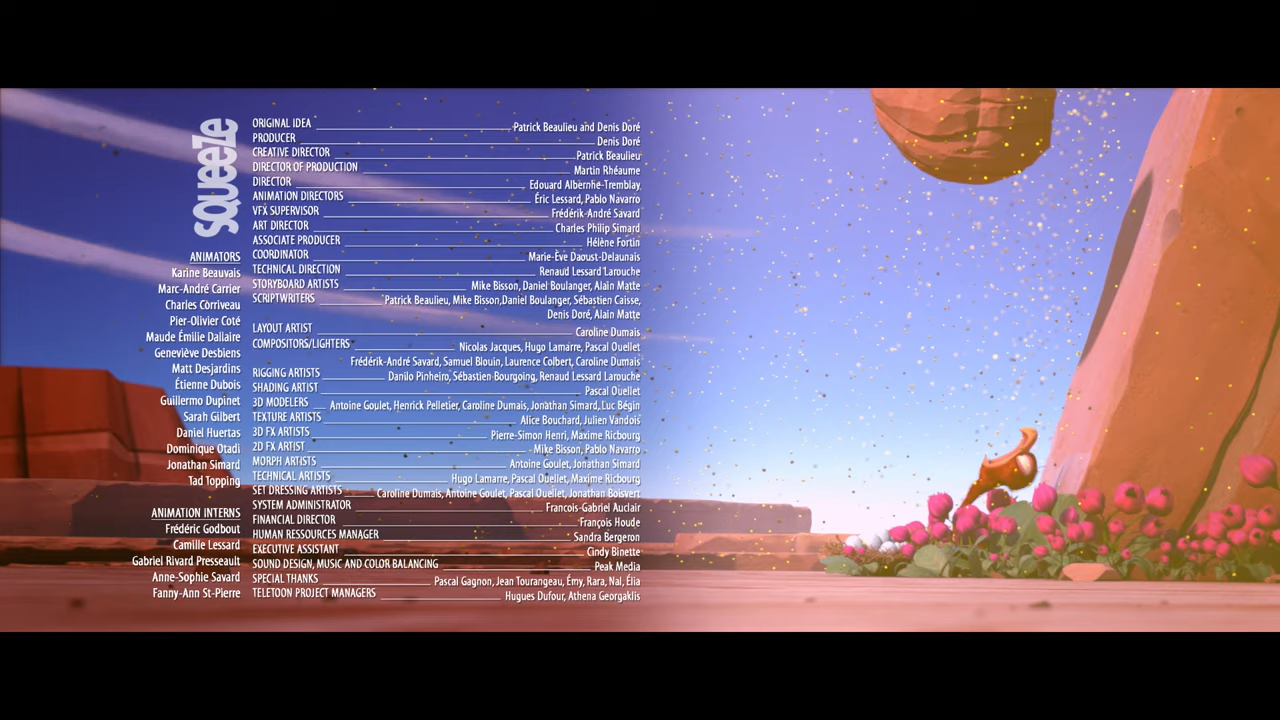 squeeze
ANIMATORS
Karine Beauvais
Marc-André Carrier
Charles Corriveau
Pier-Olivier Coté
Maude Émilie Dallaire
Geneviève Desbiens
Matt Desjardins
Étienne Dubois
Guillermo Dupinet
Sarah Gilbert
Daniel Huertas
Dominique Otadi
Jonathan Simard
Tad Topping
ANIMATION INTERNS
Frédéric Godbout
Camille Lessard
Gabriel Rivard Presseault
Anne-Sophie Savard
Fanny-Ann St-Pierre
ORIGINAL IDEA Patrick Beaulieu and Denis Doré
PRODUCER Denis Doré
CREATIVE DIRECTOR Patrick Beaulieu
DIRECTOR OF PRODUCTION Martin Rhéaume
DIRECTOR Edouard Albernhe-Tremblay
ANIMATION DIRECTORS Éric Lessard, Pablo Navarro
VFX SUPERVISOR Frédérik-André Savard
ART DIRECTOR Charles Philip Simard
ASSOCIATE PRODUCER Hélène Fortin
COORDINATOR Marie-Ève Daoust-Delaunais
TECHNICAL DIRECTION Renaud Lessard Larouche
STORYBOARD ARTISTS Mike Bisson, Daniel Boulanger, Alain Matte
SCRIPTWRITERS Patrick Beaulieu, Mike Bisson,Daniel Boulanger, Sébastien Caisse,
Denis Doré, Alain Matte
LAYOUT ARTIST Caroline Dumais
COMPOSITORS/LIGHTERS Nicolas Jacques, Hugo Lamarre, Pascal Ouellet
Frédérik-André Savard, Samuel Blouin, Laurence Colbert, Caroline Dumais
RIGGING ARTISTS Danilo Pinheiro, Sébastien-Bourgoing, Renaud Lessard Larouche
SHADING ARTIST Pascal Ouellet
3D MODELERS Antoine Goulet, Henrick Pelletier, Caroline Dumais, Jonathan Simard,Luc Bégin
TEXTURE ARTISTS Alice Bouchard, Julien Vandois
3D FX ARTISTS Pierre-Simon Henri, Maxime Ricbourg
2D FX ARTIST Mike Bisson, Pablo Navarro
MORPH ARTISTS Antoine Goulet, Jonathan Simard
TECHNICAL ARTISTS Hugo Lamarre, Pascal Ouellet, Maxime Ricbourg
SET DRESSING ARTISTS Caroline Dumais, Antoine Goulet, Pascal Ouellet, Jonathan Boisvert
SYSTEM ADMINISTRATOR Francois-Gabriel Auclair
FINANCIAL DIRECTOR François Houde
HUMAN RESSOURCES MANAGER Sandra Bergeron
EXECUTIVE ASSISTANT Cindy Binette
SOUND DESIGN, MUSIC AND COLOR BALANCING Peak Media
SPECIAL THANKS Pascal Gagnon, Jean Tourangeau, Émy, Rara, Nal, Élia
TELETOON PROJECT MANAGERS Hugues Dufour, Athena Georgaklis